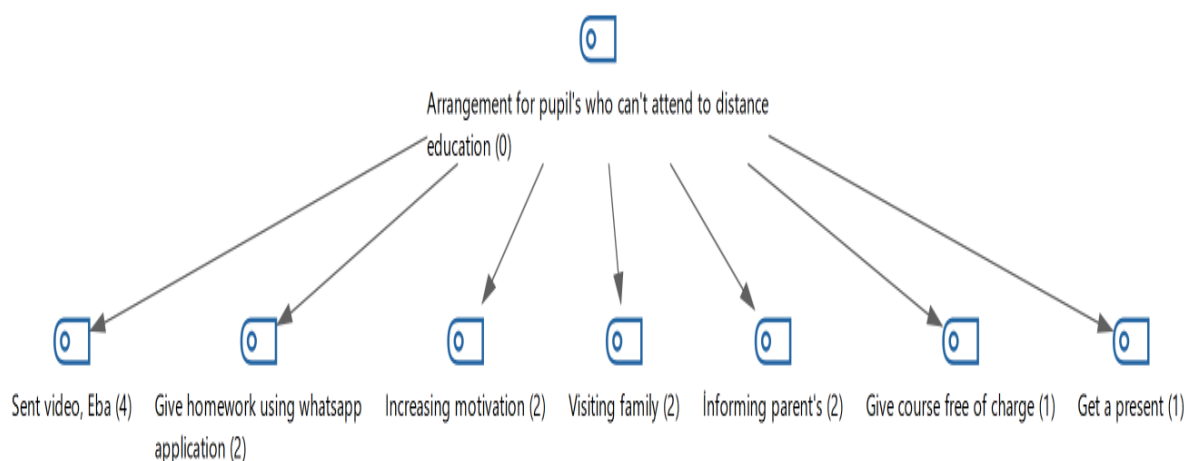 Arrangement for pupil's who can't attend to distance
education (0)
Sent video, Eba (4)
Give homework using whatsapp
application (2)
Increasing motivation (2)
Visiting family (2)
İnforming parent's (2)
Give course free of charge (1)
Get a present (1)